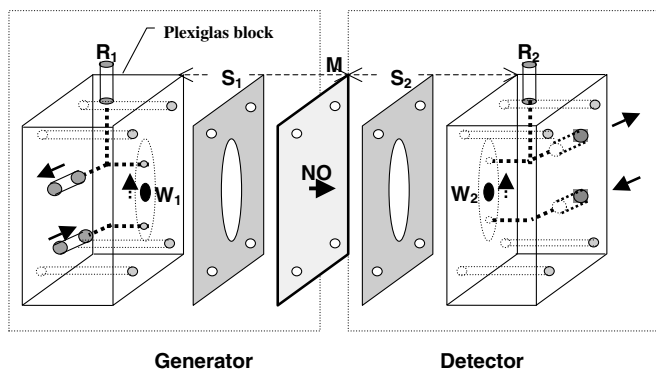 Plexiglas block
R1
S1
M
S2
R2
NO
W1
W2
Generator
Detector